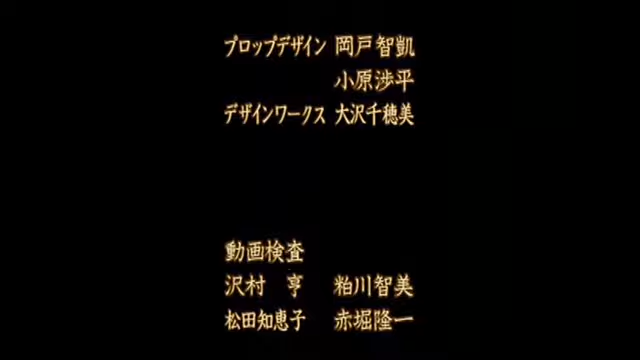 プロップデザイン 岡戸智凱
小原渉平
デザインワークス 大沢千穂美
動画検査
沢村　亨　粕川智美
松田知恵子　赤堀隆一